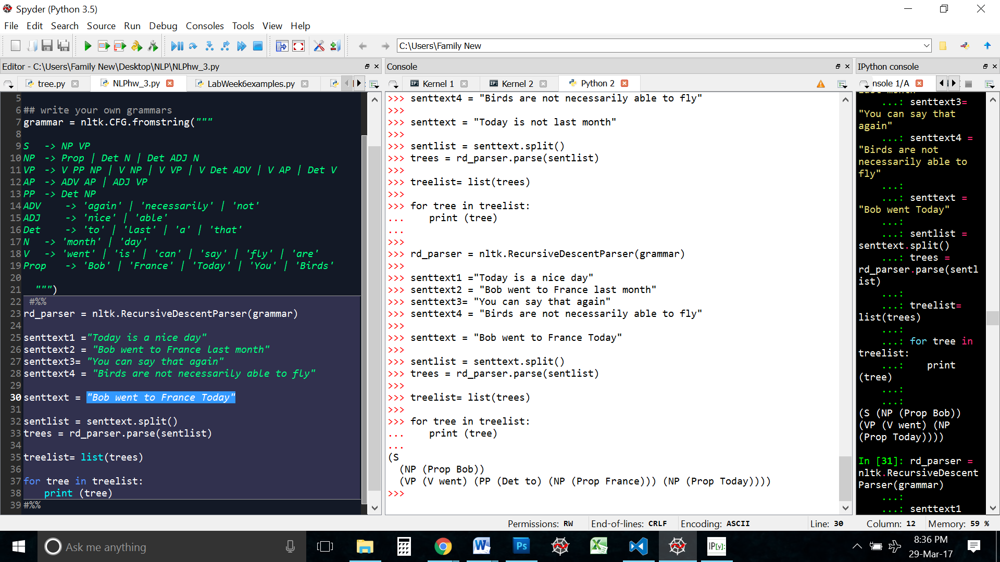 Spyder (Python 3.5)
File Edit Search Source Run Debug Consoles Tools View Help
C:\Users\Family New
Editor - C:\Users\Family New\Desktop\NLP\NLPhw_3.py
tree.py NLPhw_3.py LabWeek6examples.py
5
6 ## write your own grammars
7 grammar = nltk.CFG.fromstring("""
8
9 S -> NP VP
10 NP -> Prop | Det N | Det ADJ N
11 VP -> V PP NP | V NP | V VP | V Det ADV | V AP | Det V
12 AP -> ADV AP | ADJ VP
13 PP -> Det NP
14 ADV -> 'again' | 'necessarily' | 'not'
15 ADJ -> 'nice' | 'able'
16 Det -> 'to' | 'last' | 'a' | 'that'
17 N -> 'month' | 'day'
18 V -> 'went' | 'is' | 'can' | 'say' | 'fly' | 'are'
19 Prop -> 'Bob' | 'France' | 'Today' | 'You' | 'Birds'
20
21 """)
22 #%%
23 rd_parser = nltk.RecursiveDescentParser(grammar)
24
25 senttext1 ="Today is a nice day"
26 senttext2 = "Bob went to France last month"
27 senttext3= "You can say that again"
28 senttext4 = "Birds are not necessarily able to fly"
29
30 senttext = "Bob went to France Today"
31
32 sentlist = senttext.split()
33 trees = rd_parser.parse(sentlist)
34
35 treelist= list(trees)
36
37 for tree in treelist:
38 print (tree)
39 #%%
Console
Kernel 1 Kernel 2 Python 2
>>> senttext4 = "Birds are not necessarily able to fly"
>>>
>>> senttext = "Today is not last month"
>>>
>>> sentlist = senttext.split()
>>> trees = rd_parser.parse(sentlist)
>>>
>>> treelist= list(trees)
>>>
>>> for tree in treelist:
... print (tree)
...
>>>
>>> rd_parser = nltk.RecursiveDescentParser(grammar)
>>>
>>> senttext1 ="Today is a nice day"
>>> senttext2 = "Bob went to France last month"
>>> senttext3= "You can say that again"
>>> senttext4 = "Birds are not necessarily able to fly"
>>>
>>> senttext = "Bob went to France Today"
>>>
>>> sentlist = senttext.split()
>>> trees = rd_parser.parse(sentlist)
>>>
>>> treelist= list(trees)
>>>
>>> for tree in treelist:
... print (tree)
...
(S
(NP (Prop Bob))
(VP (V went) (PP (Det to) (NP (Prop France))) (NP (Prop Today))))
>>>
IPython console
nsole 1/A
last month"
...: senttext3=
"You can say that
again"
...: senttext4 =
"Birds are not
necessarily able to
fly"
...:
...: senttext =
"Bob went Today"
...:
...: sentlist =
senttext.split()
...: trees =
rd_parser.parse(sentl
ist)
...:
...: treelist=
list(trees)
...:
...: for tree in
treelist:
...: print
(tree)
...:
...:
(S (NP (Prop Bob))
(VP (V went) (NP
(Prop Today))))
In [31]: rd_parser =
nltk.RecursiveDescent
Parser(grammar)
...:
...: senttext1
Permissions: RW End-of-lines: CRLF Encoding: ASCII Line: 30 Column: 12 Memory: 59 %
Ask me anything
W Ps IP[y]:
8:36 PM
29-Mar-17